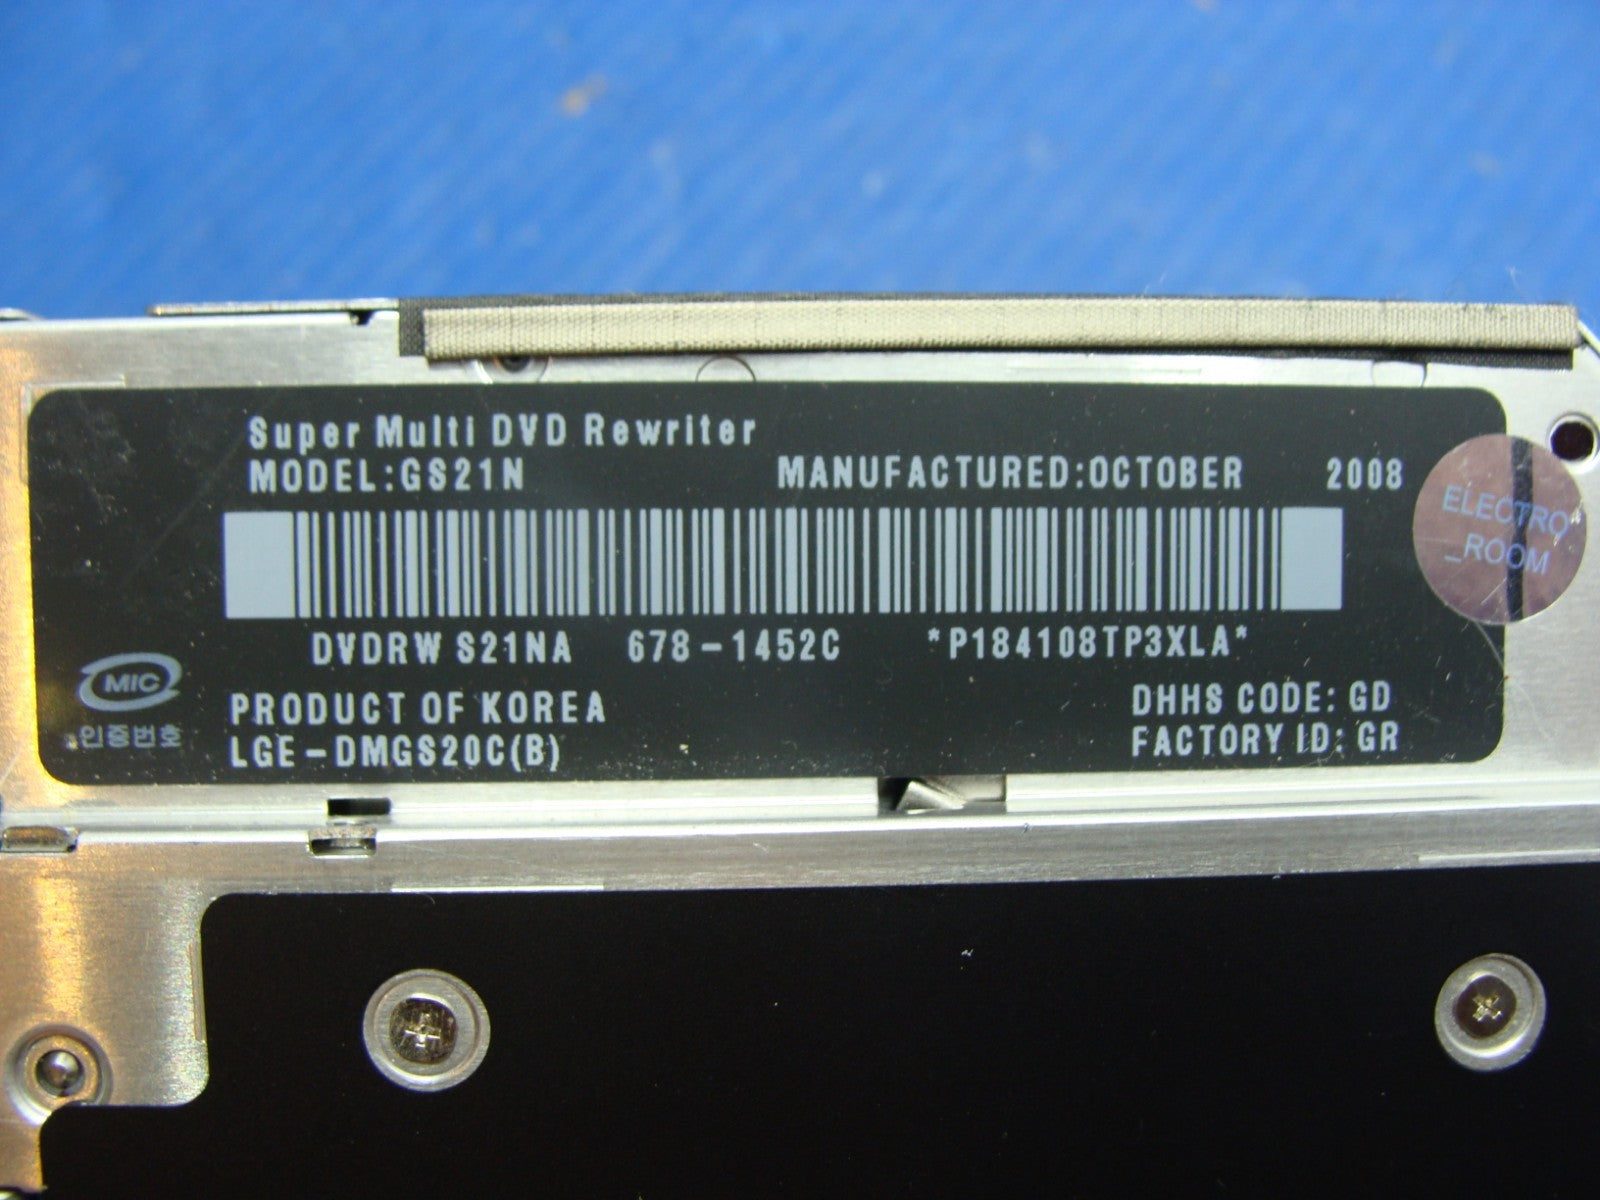 Super Multi DVD Rewriter
MODEL:GS21N MANUFACTURED:OCTOBER 2008
ELECTRO
_ROOM
DVDRW S21NA 678-1452C *P184108TP3XLA*
MIC
인증번호
PRODUCT OF KOREA
LGE-DMGS20C(B)
DHHS CODE: GD
FACTORY ID: GR